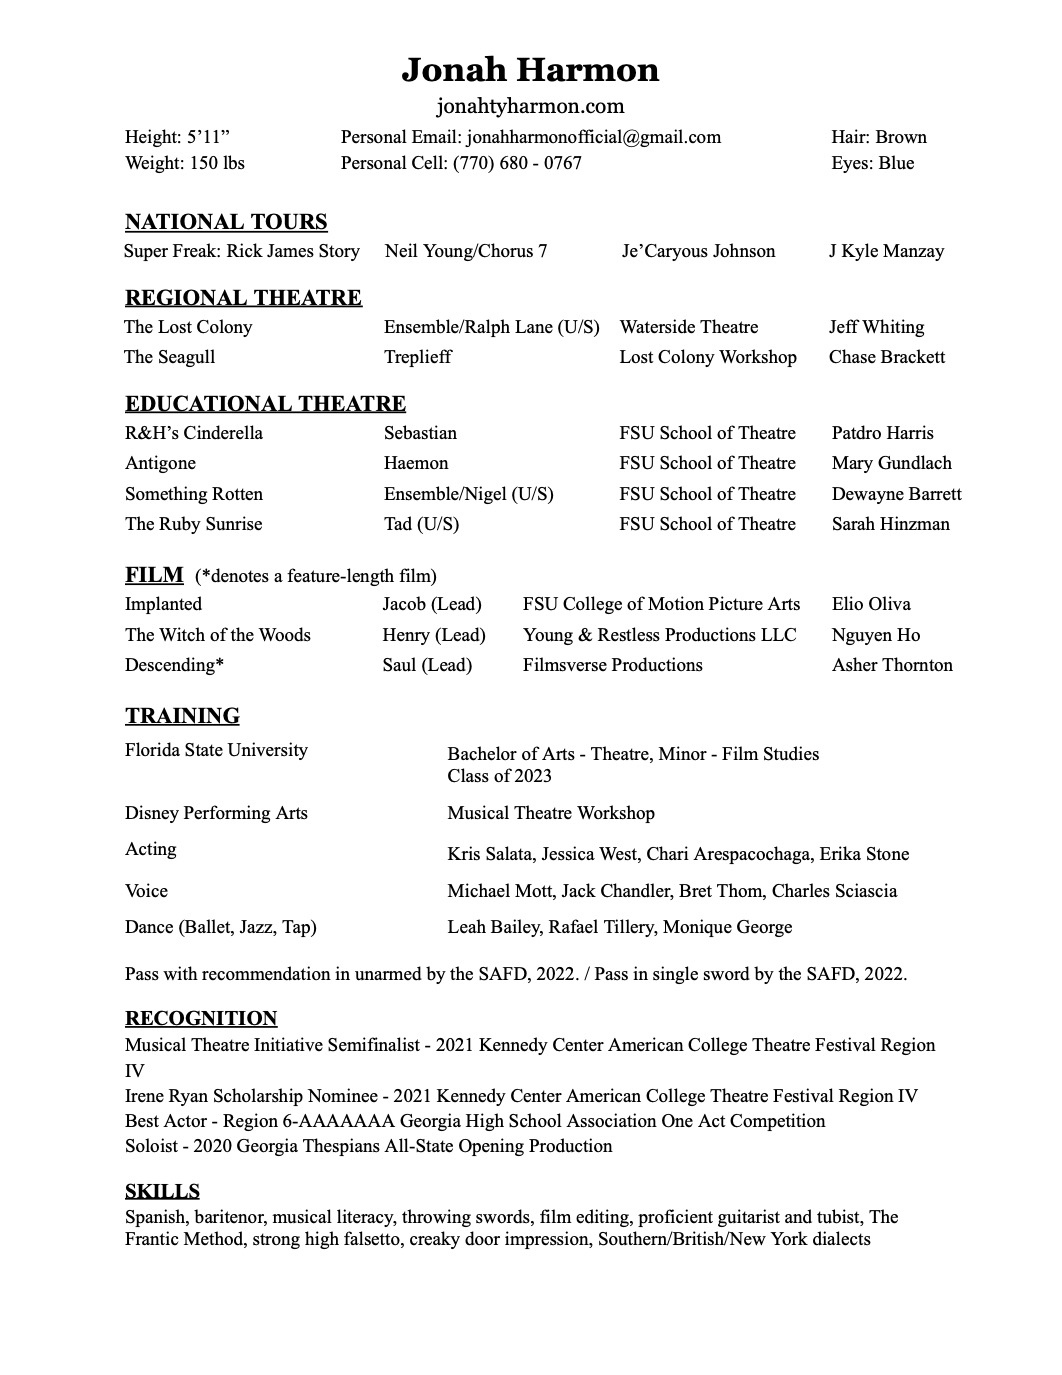 Jonah Harmon
jonahtyharmon.com
Height: 5’11” Personal Email: jonahharmonofficial@gmail.com Hair: Brown
Weight: 150 lbs Personal Cell: (770) 680 - 0767 Eyes: Blue
NATIONAL TOURS
Super Freak: Rick James Story Neil Young/Chorus 7 Je’Caryous Johnson J Kyle Manzay
REGIONAL THEATRE
The Lost Colony Ensemble/Ralph Lane (U/S) Waterside Theatre Jeff Whiting
The Seagull Treplieff Lost Colony Workshop Chase Brackett
EDUCATIONAL THEATRE
R&H’s Cinderella Sebastian FSU School of Theatre Patdro Harris
Antigone Haemon FSU School of Theatre Mary Gundlach
Something Rotten Ensemble/Nigel (U/S) FSU School of Theatre Dewayne Barrett
The Ruby Sunrise Tad (U/S) FSU School of Theatre Sarah Hinzman
FILM (*denotes a feature-length film)
Implanted Jacob (Lead) FSU College of Motion Picture Arts Elio Oliva
The Witch of the Woods Henry (Lead) Young & Restless Productions LLC Nguyen Ho
Descending* Saul (Lead) Filmsverse Productions Asher Thornton
TRAINING
Florida State University Bachelor of Arts - Theatre, Minor - Film Studies
Class of 2023
Disney Performing Arts Musical Theatre Workshop
Acting Kris Salata, Jessica West, Chari Arespacochaga, Erika Stone
Voice Michael Mott, Jack Chandler, Bret Thom, Charles Sciascia
Dance (Ballet, Jazz, Tap) Leah Bailey, Rafael Tillery, Monique George
Pass with recommendation in unarmed by the SAFD, 2022. / Pass in single sword by the SAFD, 2022.
RECOGNITION
Musical Theatre Initiative Semifinalist - 2021 Kennedy Center American College Theatre Festival Region
IV
Irene Ryan Scholarship Nominee - 2021 Kennedy Center American College Theatre Festival Region IV
Best Actor - Region 6-AAAAAAA Georgia High School Association One Act Competition
Soloist - 2020 Georgia Thespians All-State Opening Production
SKILLS
Spanish, baritenor, musical literacy, throwing swords, film editing, proficient guitarist and tubist, The
Frantic Method, strong high falsetto, creaky door impression, Southern/British/New York dialects